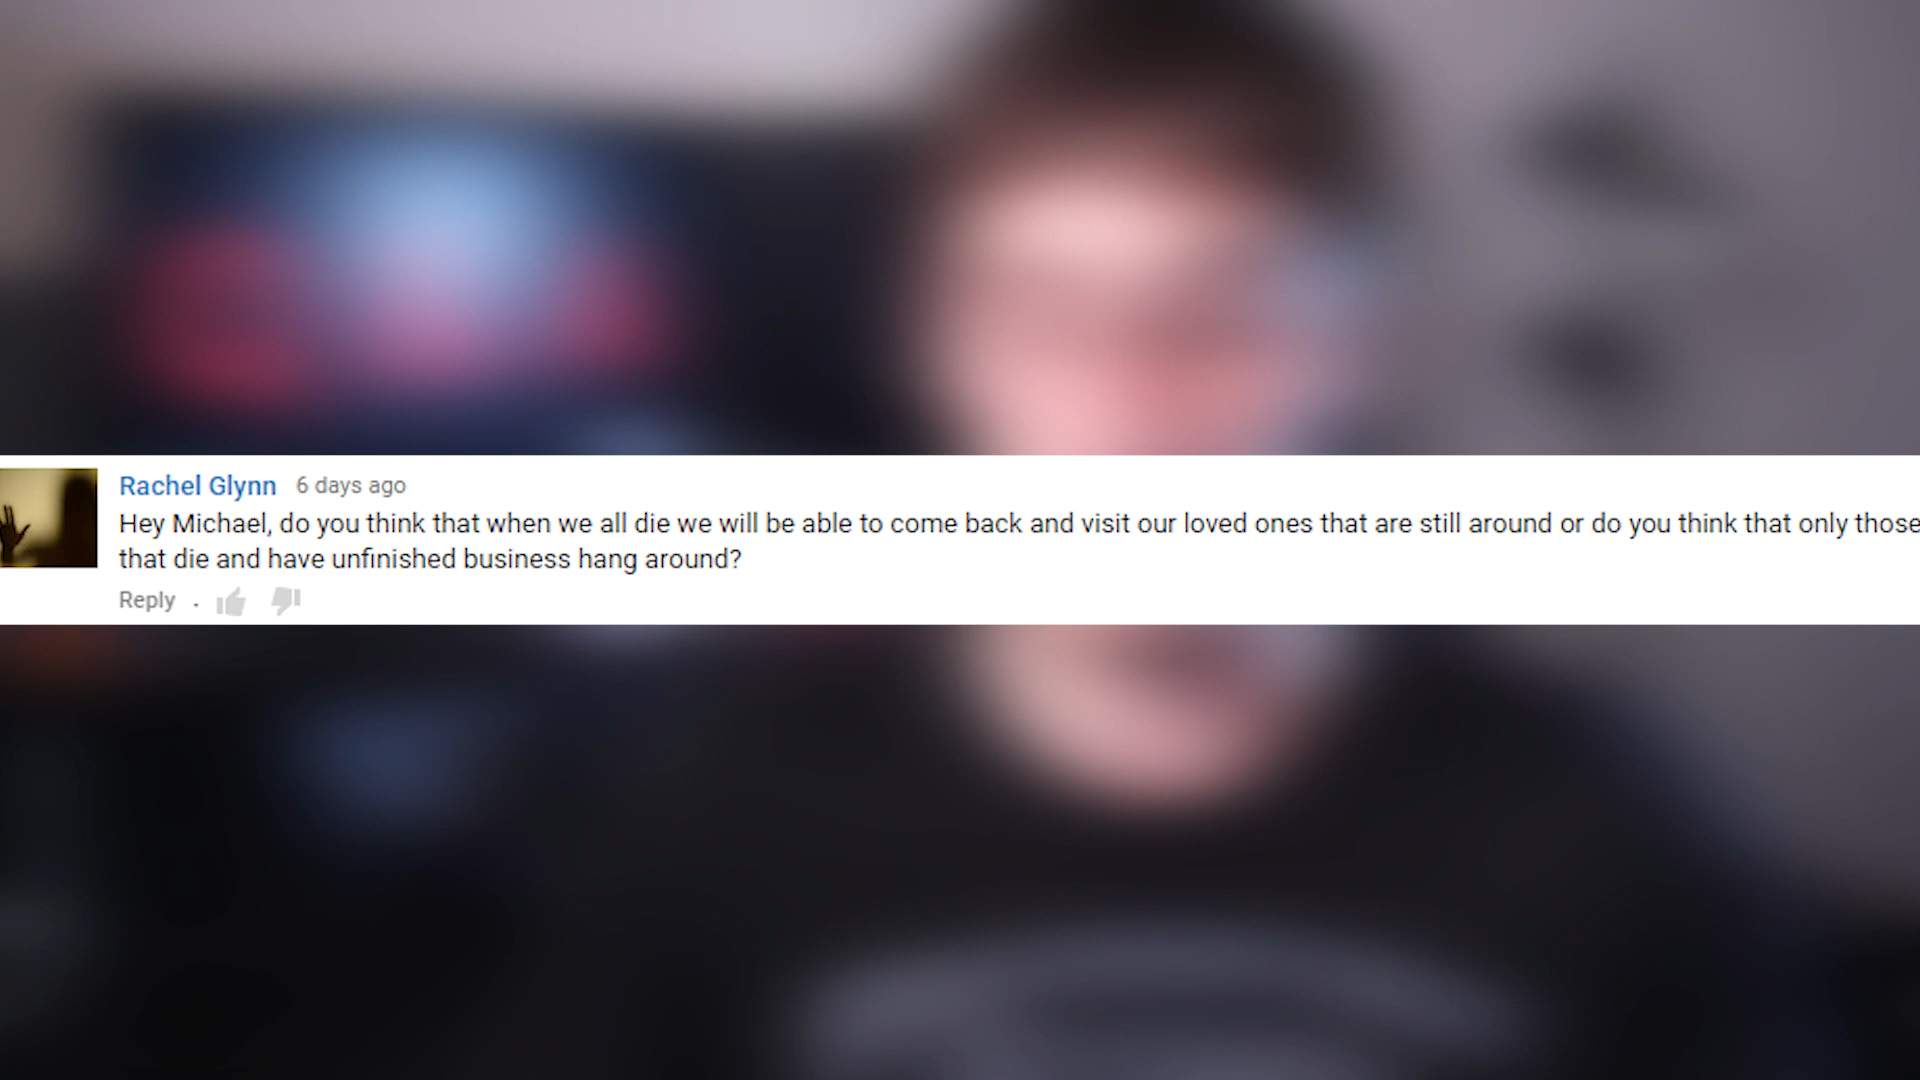 Rachel Glynn 6 days ago
Hey Michael, do you think that when we all die we will be able to come back and visit our loved ones that are still around or do you think that only those
that die and have unfinished business hang around?
Reply .